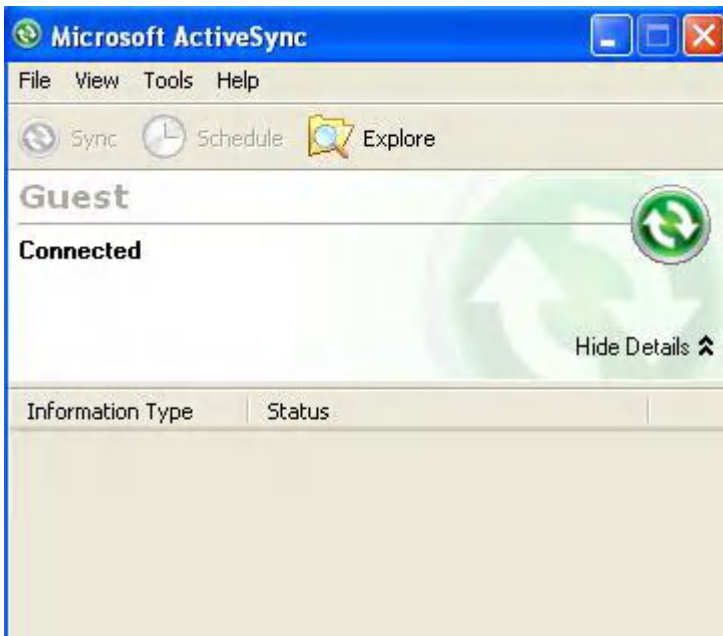 Microsoft ActiveSync
File View Tools Help
Sync Schedule Explore
Guest
Connected
Hide Details
Information Type Status